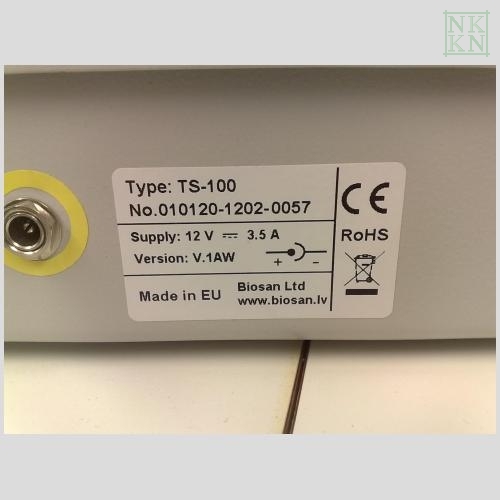 NK
KN
Type: TS-100
No.010120-1202-0057
Supply: 12 V ⎓ 3.5 A
Version: V.1AW + -
Made in EU
Biosan Ltd
www.biosan.lv
CE
RoHS